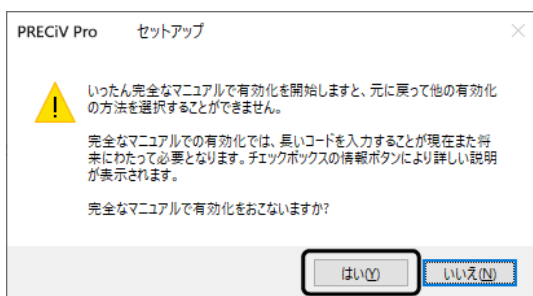 PRECiV Pro セットアップ
いったん完全なマニュアルで有効化を開始しますと、元に戻って他の有効化
の方法を選択することができません。
完全なマニュアルでの有効化では、長いコードを入力することが現在また将
来にわたって必要となります。チェックボックスの情報ボタンにより詳しい説明
が表示されます。
完全なマニュアルで有効化をおこないますか?
はい(Y) いいえ(N)